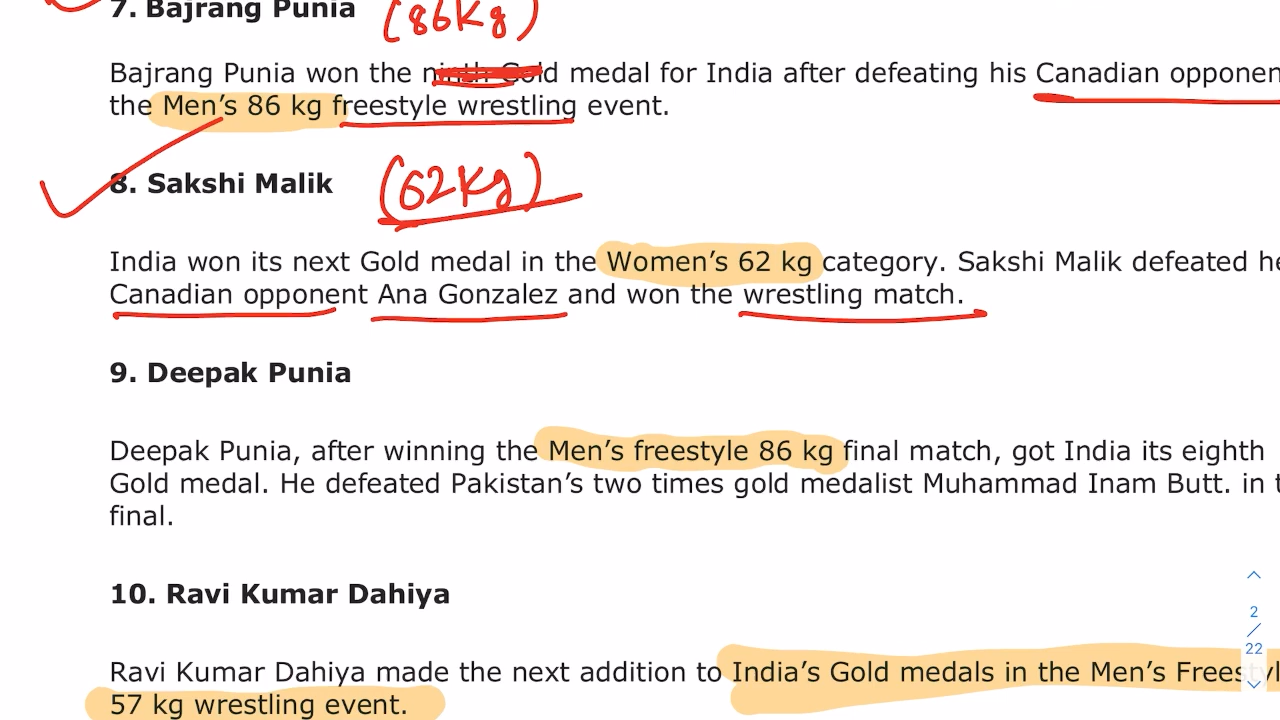 7. Bajrang Punia (86Kg)
Bajrang Punia won the ninth Gold medal for India after defeating his Canadian opponen
the Men’s 86 kg freestyle wrestling event.
8. Sakshi Malik (62Kg)
India won its next Gold medal in the Women’s 62 kg category. Sakshi Malik defeated he
Canadian opponent Ana Gonzalez and won the wrestling match.
9. Deepak Punia
Deepak Punia, after winning the Men’s freestyle 86 kg final match, got India its eighth
Gold medal. He defeated Pakistan’s two times gold medalist Muhammad Inam Butt. in t
final.
10. Ravi Kumar Dahiya
Ravi Kumar Dahiya made the next addition to India’s Gold medals in the Men’s Freestyl
57 kg wrestling event.
2
/
22